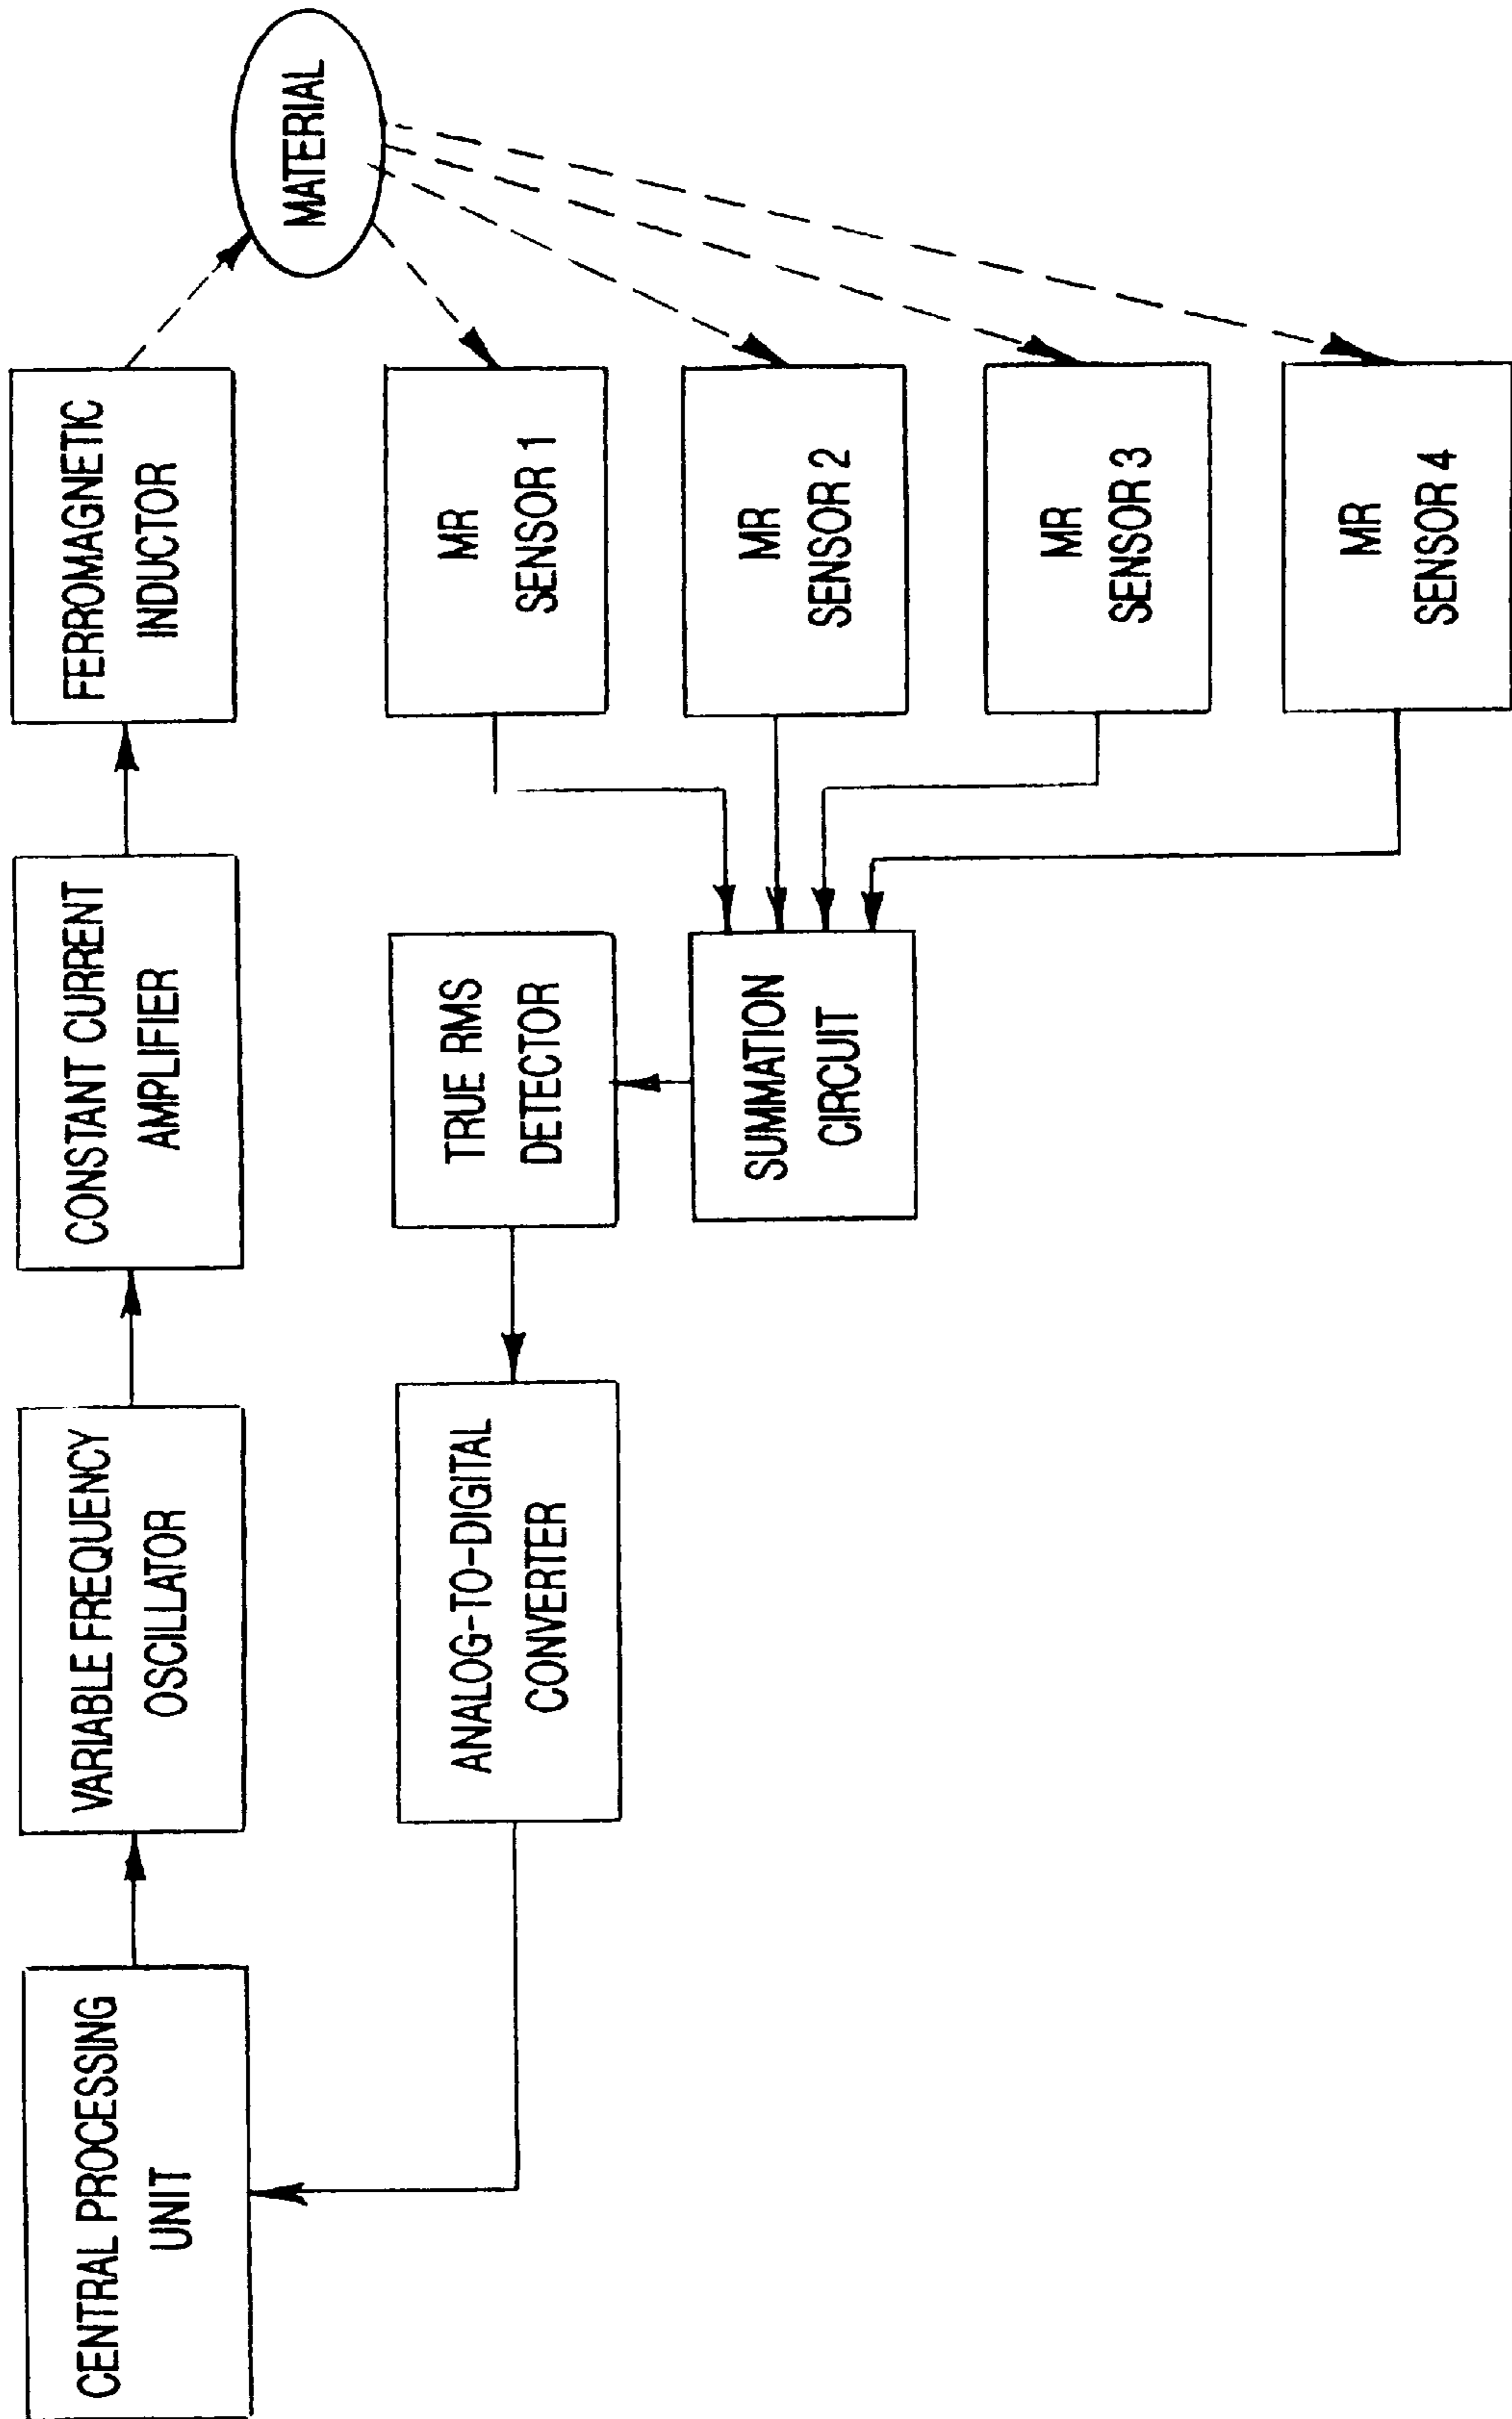 CENTRAL PROCESSING
UNIT
VARIABLE FREQUENCY
OSCILLATOR
CONSTANT CURRENT
AMPLIFIER
FERROMAGNETIC
INDUCTOR
MATERIAL
ANALOG-TO-DIGITAL
CONVERTER
TRUE RMS
DETECTOR
MR
SENSOR 1
SUMMATION
CIRCUIT
MR
SENSOR 2
MR
SENSOR 3
MR
SENSOR 4